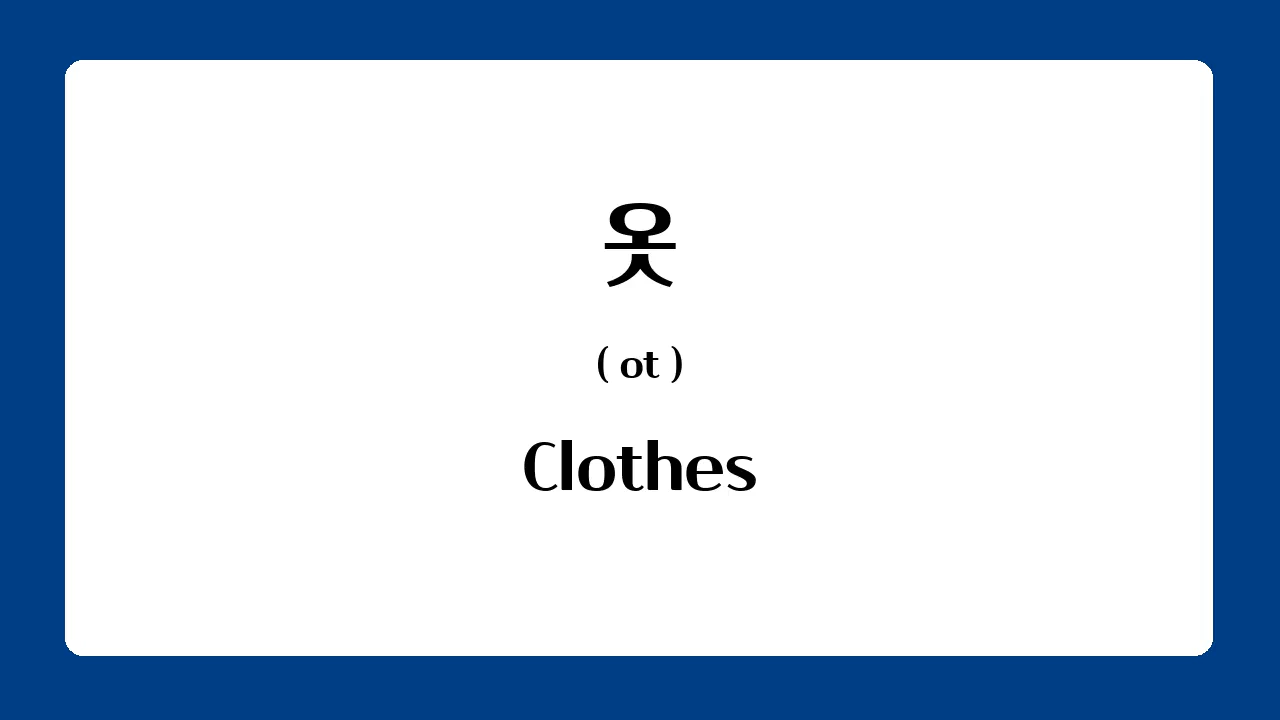 옷
( ot )
Clothes